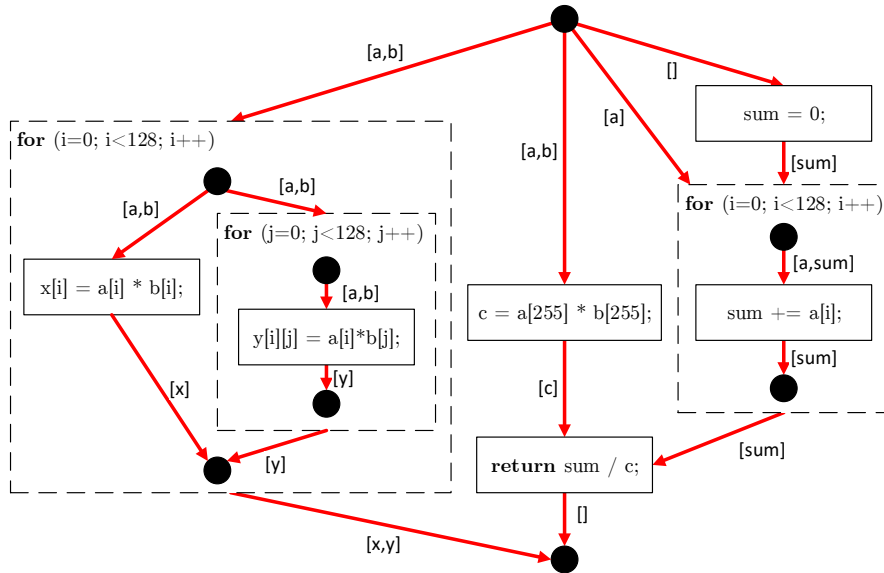 [a,b]
[]
[a]
sum = 0;
[a,b]
[sum]
for (i=0; i<128; i++)
[a,b]
[a,b]
for (j=0; j<128; j++)
x[i] = a[i] * b[i];
[a,b]
y[i][j] = a[i]*b[j];
[y]
[x]
[y]
[x,y]
c = a[255] * b[255];
[c]
for (i=0; i<128; i++)
[a,sum]
sum += a[i];
[sum]
[sum]
return sum / c;
[]